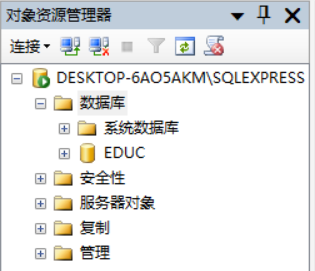 对象资源管理器
连接
DESKTOP-6AO5AKM\SQLEXPRESS
数据库
系统数据库
EDUC
安全性
服务器对象
复制
管理